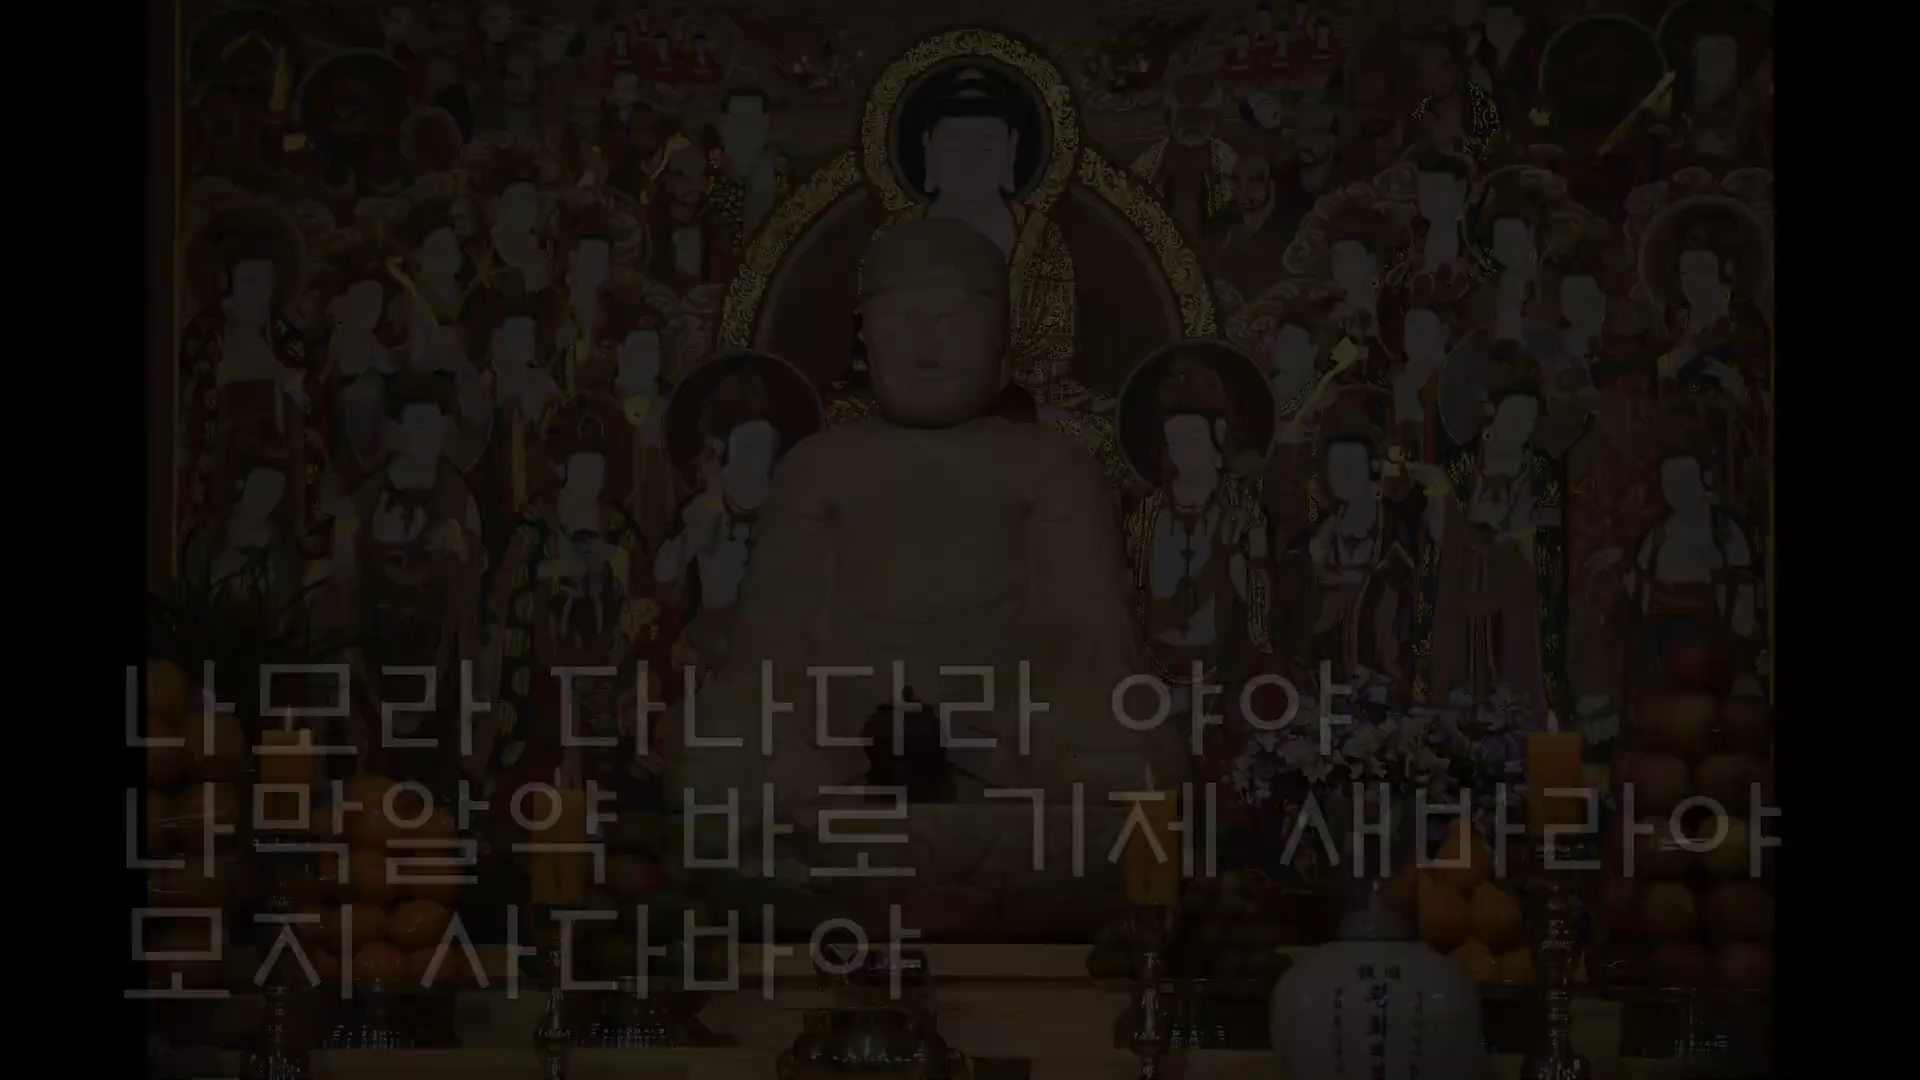 나모라 다나다라 야야
나막알약 바로 기제 새바라야
모지 사다바야